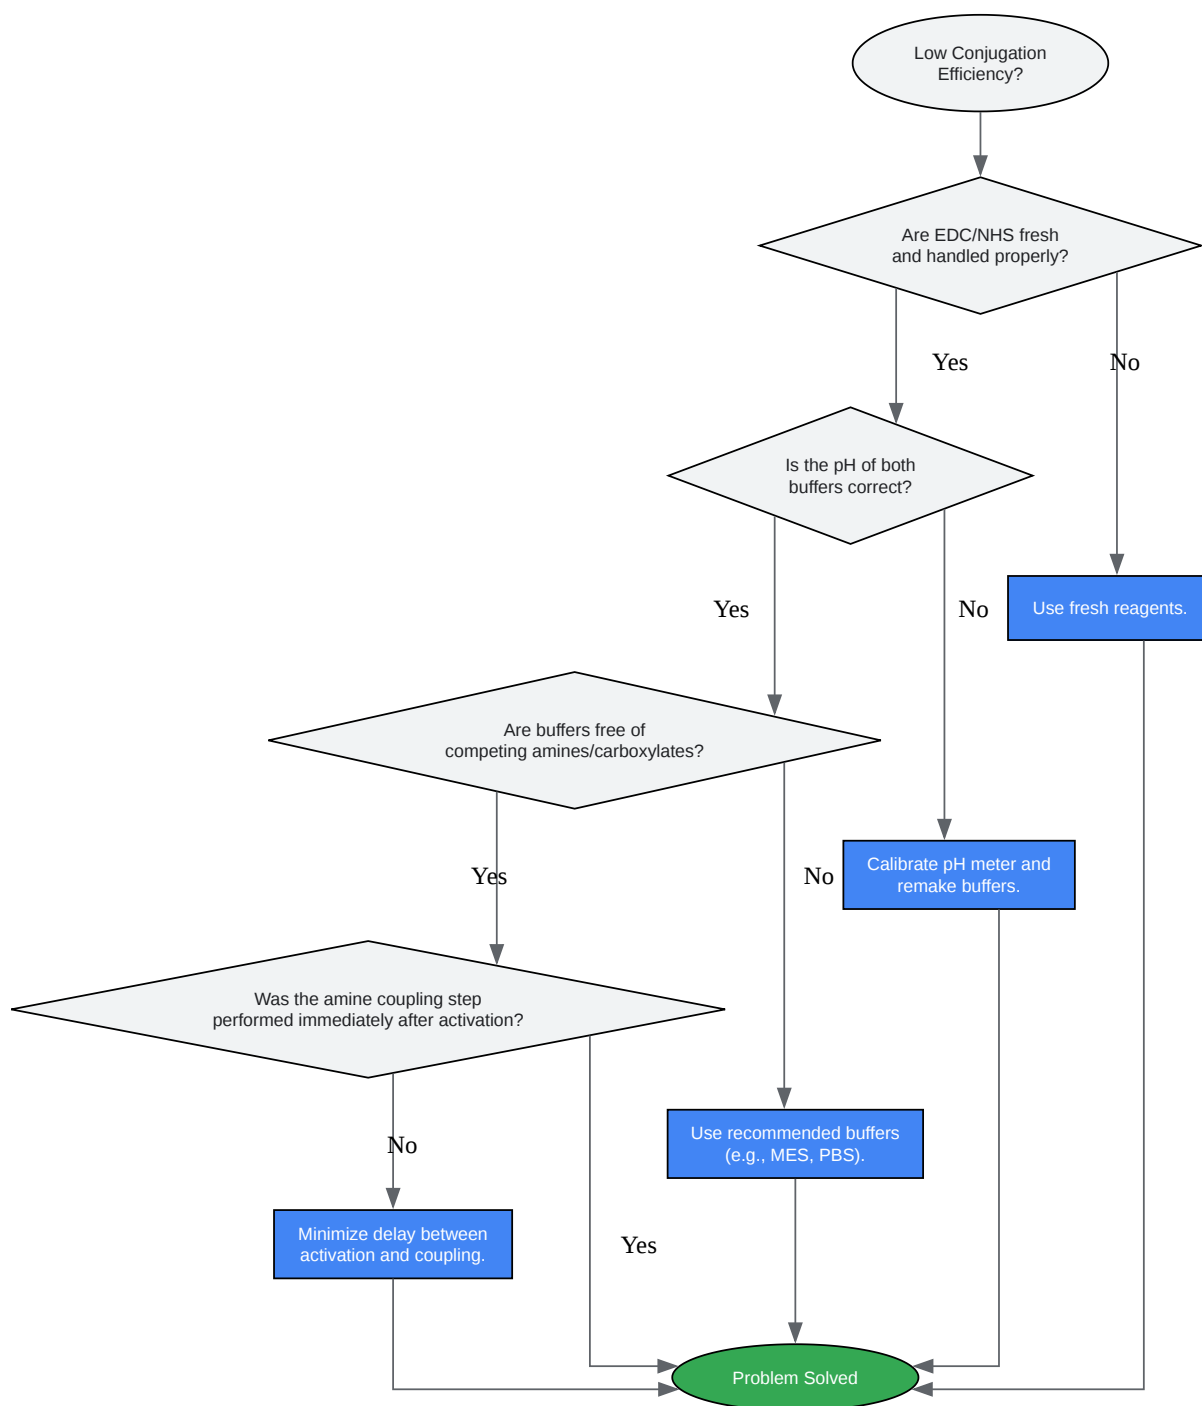 Low Conjugation
Efficiency?
Are EDC/NHS fresh
and handled properly?
Yes
No
Is the pH of both
buffers correct?
Yes
No
Use fresh reagents.
Are buffers free of
competing amines/carboxylates?
Yes
No
Calibrate pH meter and
remake buffers.
Was the amine coupling step
performed immediately after activation?
No
Yes
Use recommended buffers
(e.g., MES, PBS).
Minimize delay between
activation and coupling.
Problem Solved